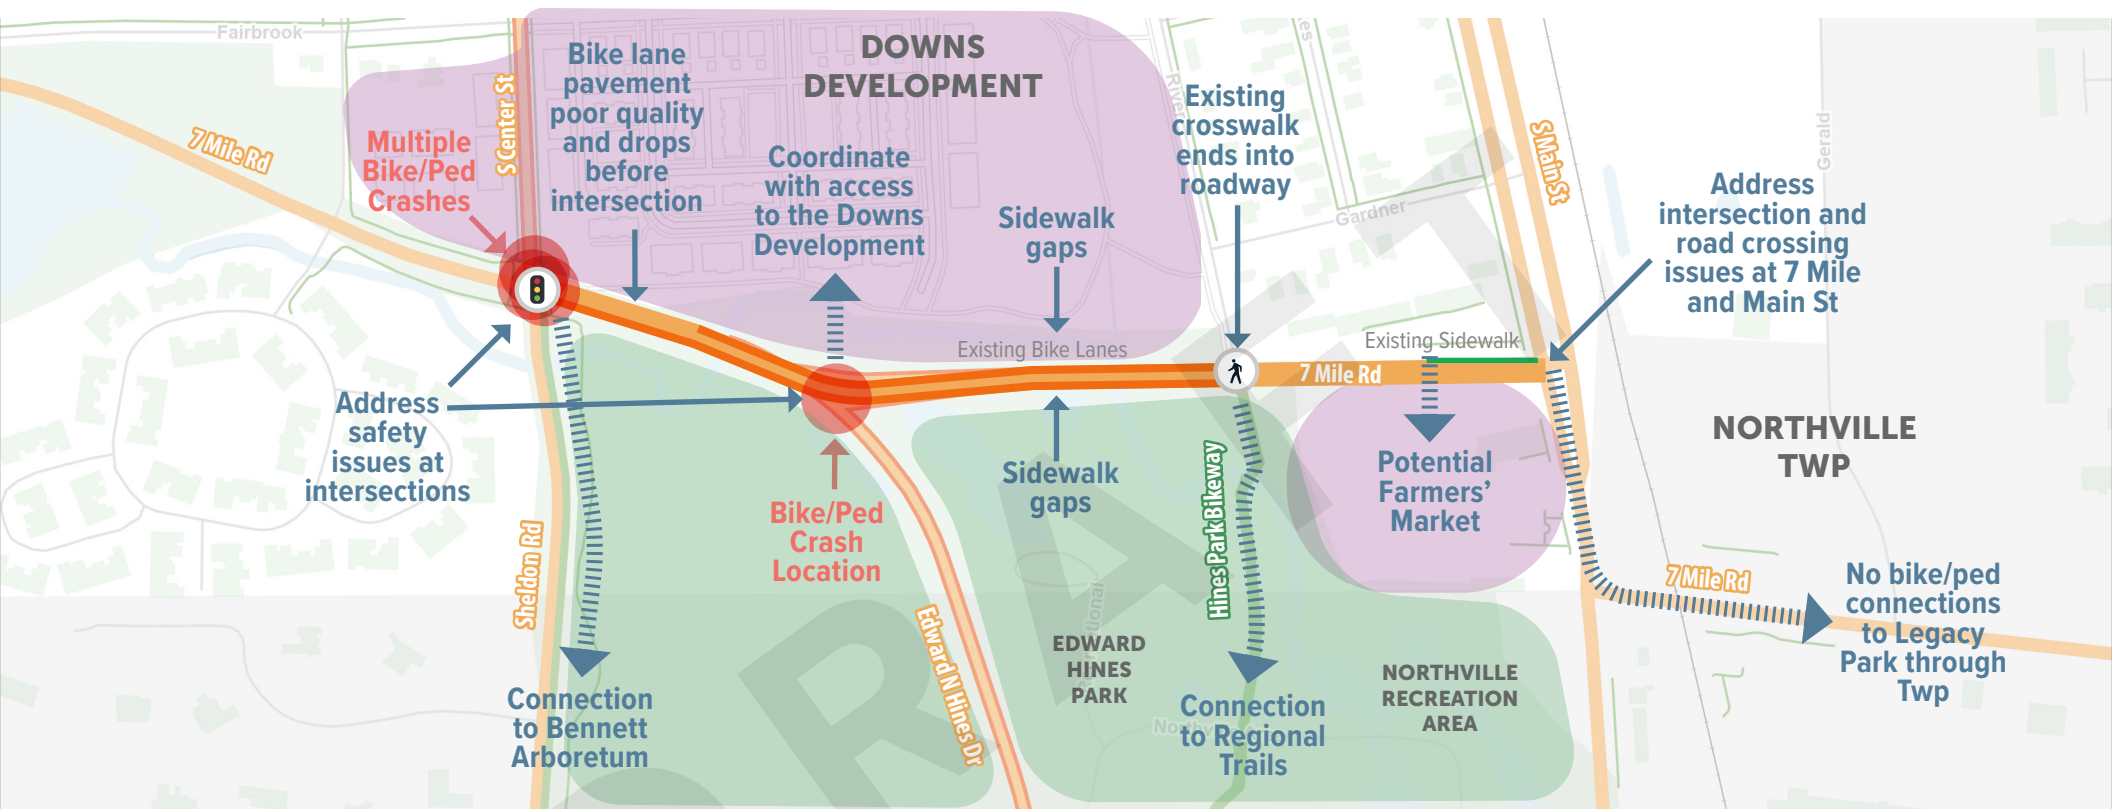 Fairbrook
7 Mile Rd
S Center St
Multiple
Bike/Ped
Crashes
Bike lane
pavement
poor quality
and drops
before
intersection
DOWNS
DEVELOPMENT
Coordinate
with access
to the Downs
Development
Sidewalk
gaps
Existing
crosswalk
ends into
roadway
Gardner
S Main St
Gerald
Address
intersection and
road crossing
issues at 7 Mile
and Main St
Existing Bike Lanes
Existing Sidewalk
7 Mile Rd
Address
safety
issues at
intersections
Sidewalk
gaps
Potential
Farmers'
Market
NORTHVILLE
TWP
Bike/Ped
Crash
Location
Hines Park Bikeway
Sheldon Rd
Edward N Hines Dr
7 Mile Rd
No bike/ped
connections
to Legacy
Park through
Twp
EDWARD
HINES
PARK
NORTHVILLE
RECREATION
AREA
Connection
to Bennett
Arboretum
Connection
to Regional
Trails
DRAFT